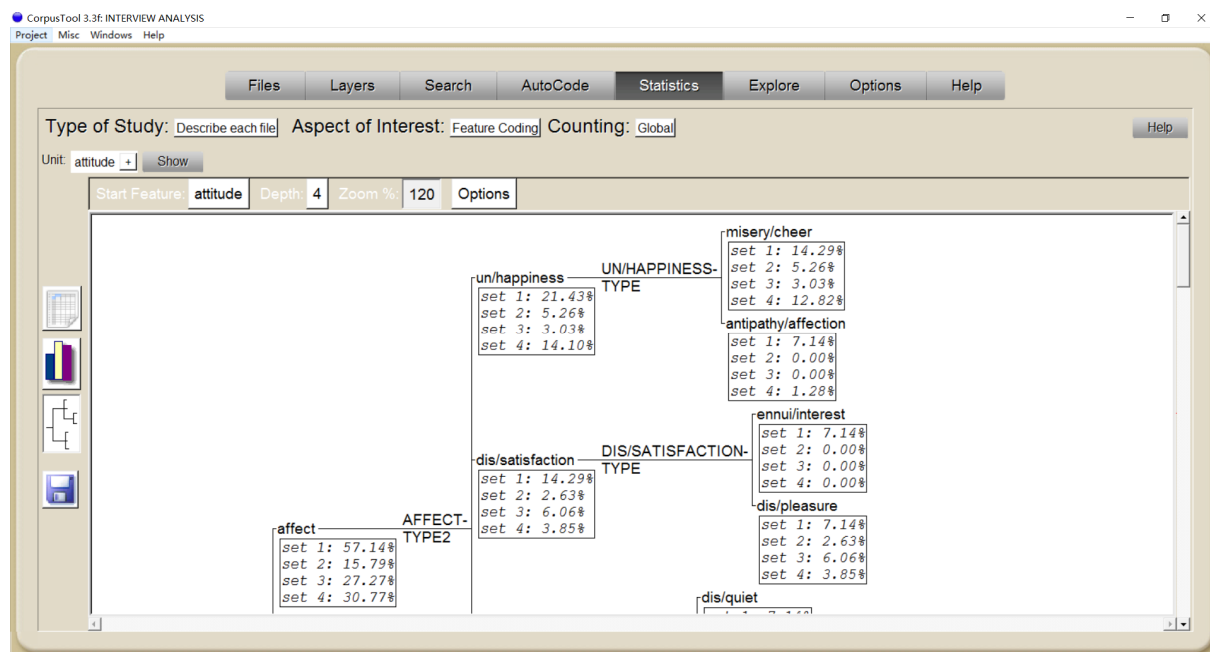 CorpusTool 3.3f: INTERVIEW ANALYSIS
Project Misc Windows Help
Files Layers Search AutoCode Statistics Explore Options Help
Type of Study: Describe each file Aspect of Interest: Feature Coding Counting: Global Help
Unit: attitude + Show
Start Feature: attitude Depth: 4 Zoom %: 120 Options
misery/cheer
set 1: 14.29%
set 2: 5.26%
set 3: 3.03%
set 4: 12.82%
un/happiness
UN/HAPPINESS-
TYPE
set 1: 21.43%
set 2: 5.26%
set 3: 3.03%
set 4: 14.10%
antipathy/affection
set 1: 7.14%
set 2: 0.00%
set 3: 0.00%
set 4: 1.28%
ennui/interest
set 1: 7.14%
set 2: 0.00%
set 3: 0.00%
set 4: 0.00%
dis/satisfaction
DIS/SATISFACTION-
TYPE
set 1: 14.29%
set 2: 2.63%
set 3: 6.06%
set 4: 3.85%
dis/pleasure
set 1: 7.14%
set 2: 2.63%
set 3: 6.06%
set 4: 3.85%
affect
AFFECT-
TYPE2
set 1: 57.14%
set 2: 15.79%
set 3: 27.27%
set 4: 30.77%
dis/quiet